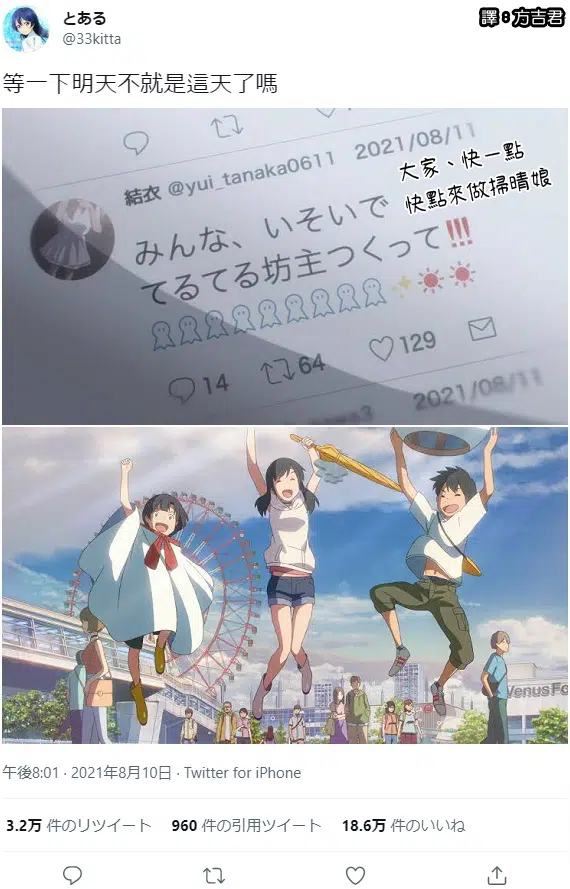 とある
@33kitta
譯8方吉君
等一下明天不就是這天了嗎
結衣 @yui_tanaka0611 2021/08/11
大家、快一點
快點來做掃晴娘
みんな、いそいで
てるてる坊主つくって!!!
14 64 129
2021/08/11
午後8:01 · 2021年8月10日 · Twitter for iPhone
3.2万 件のリツイート 960 件の引用ツイート 18.6万 件のいいね